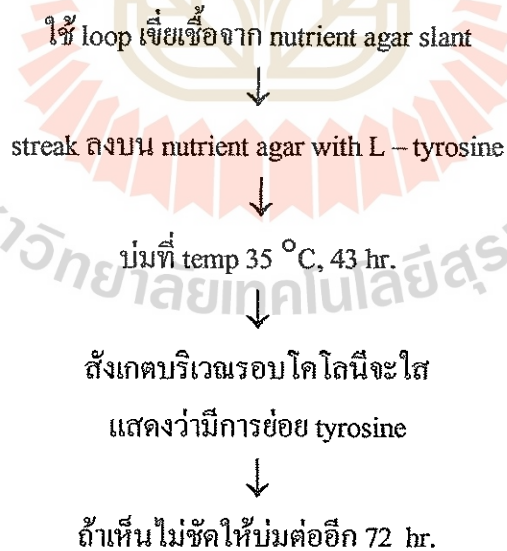 ใช้ loop เขี่ยเชื้อจาก nutrient agar slant
↓
streak ลงบน nutrient agar with L – tyrosine
↓
บ่มที่ temp 35 °C, 43 hr.
↓
สังเกตบริเวณรอบโคโลนีจะใส
แสดงว่ามีการย่อย tyrosine
↓
ถ้าเห็นไม่ชัดให้บ่มต่ออีก 72 hr.